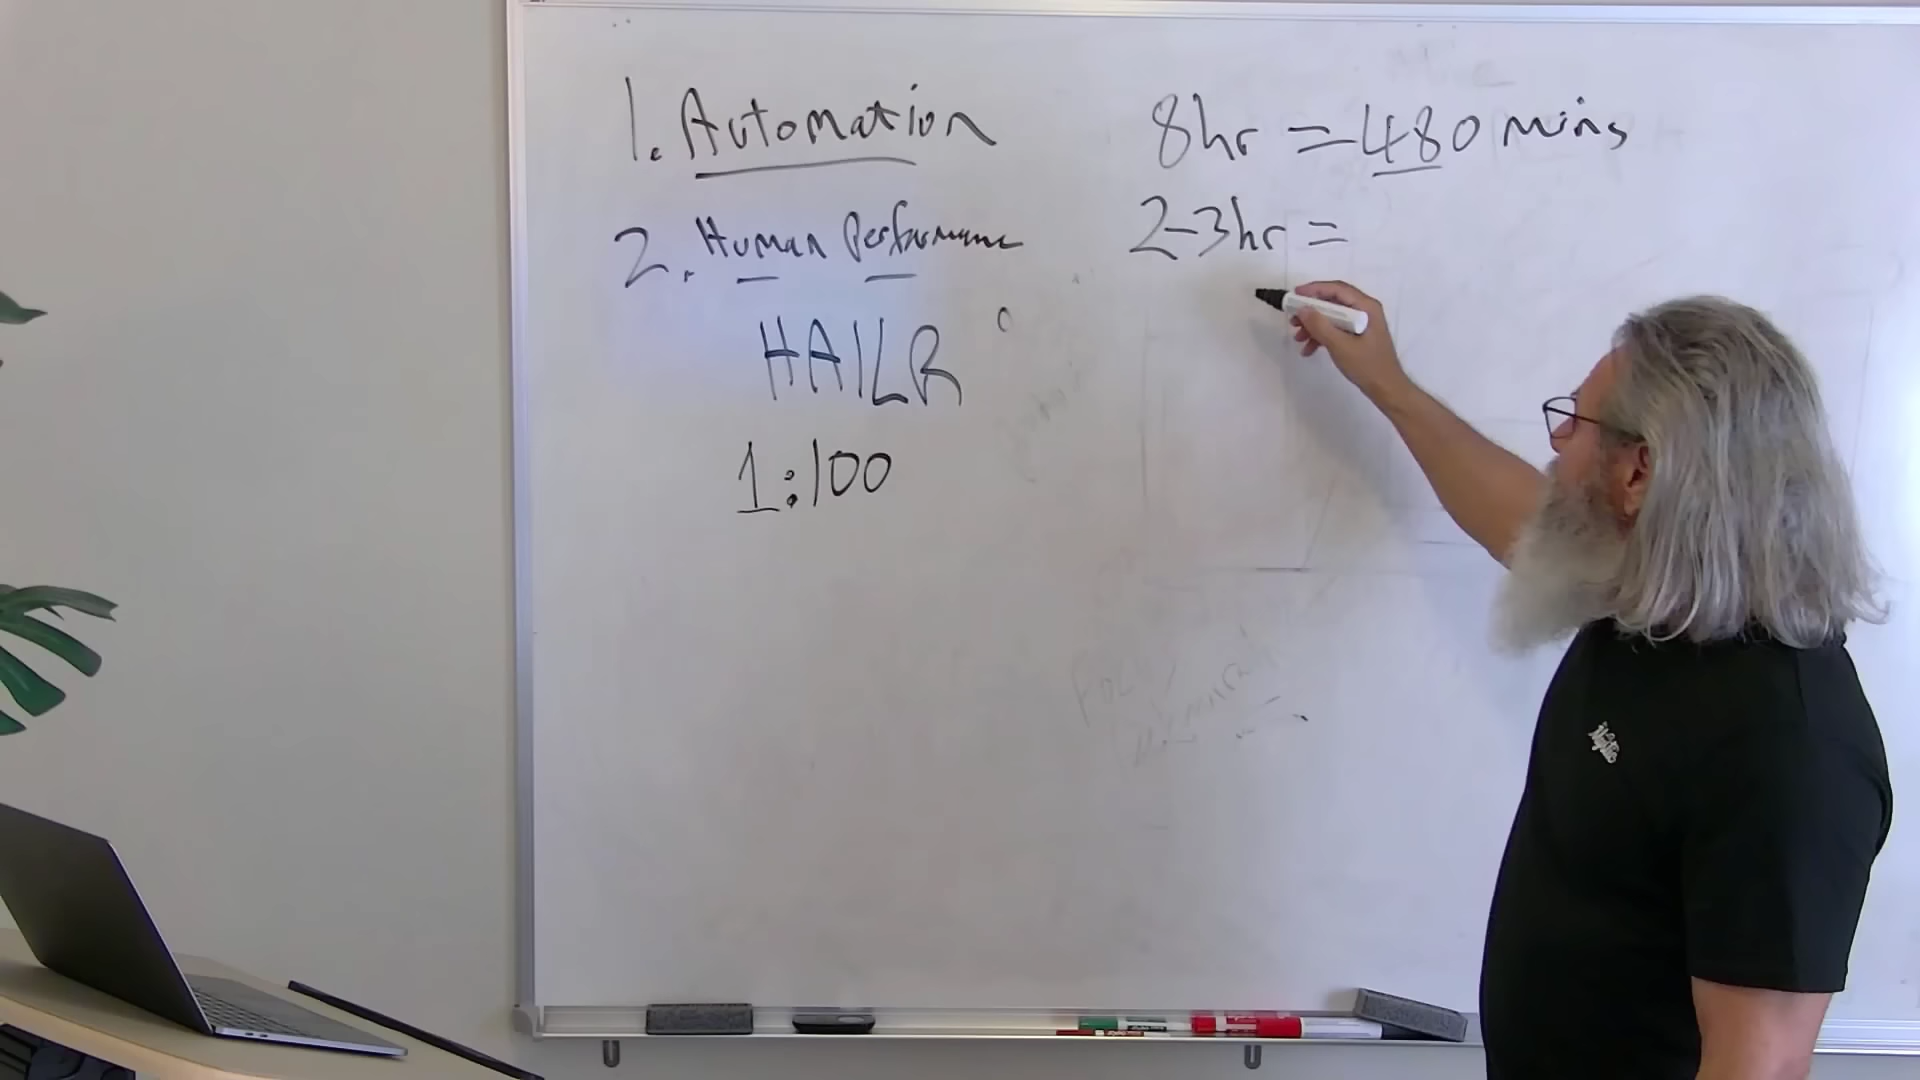 1. Automation
2. Human Performance
HAILR
1:100
8hr = 480 mins
2-3hr =